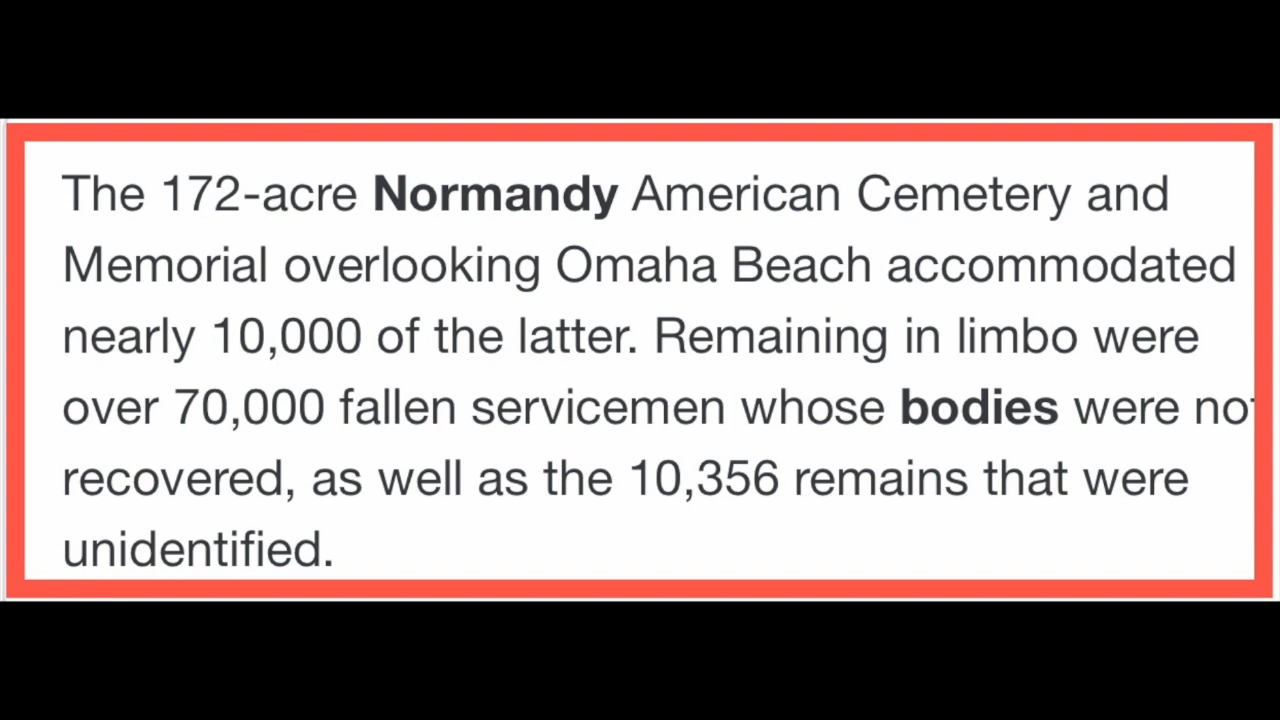 The 172-acre Normandy American Cemetery and
Memorial overlooking Omaha Beach accommodated
nearly 10,000 of the latter. Remaining in limbo were
over 70,000 fallen servicemen whose bodies were not
recovered, as well as the 10,356 remains that were
unidentified.